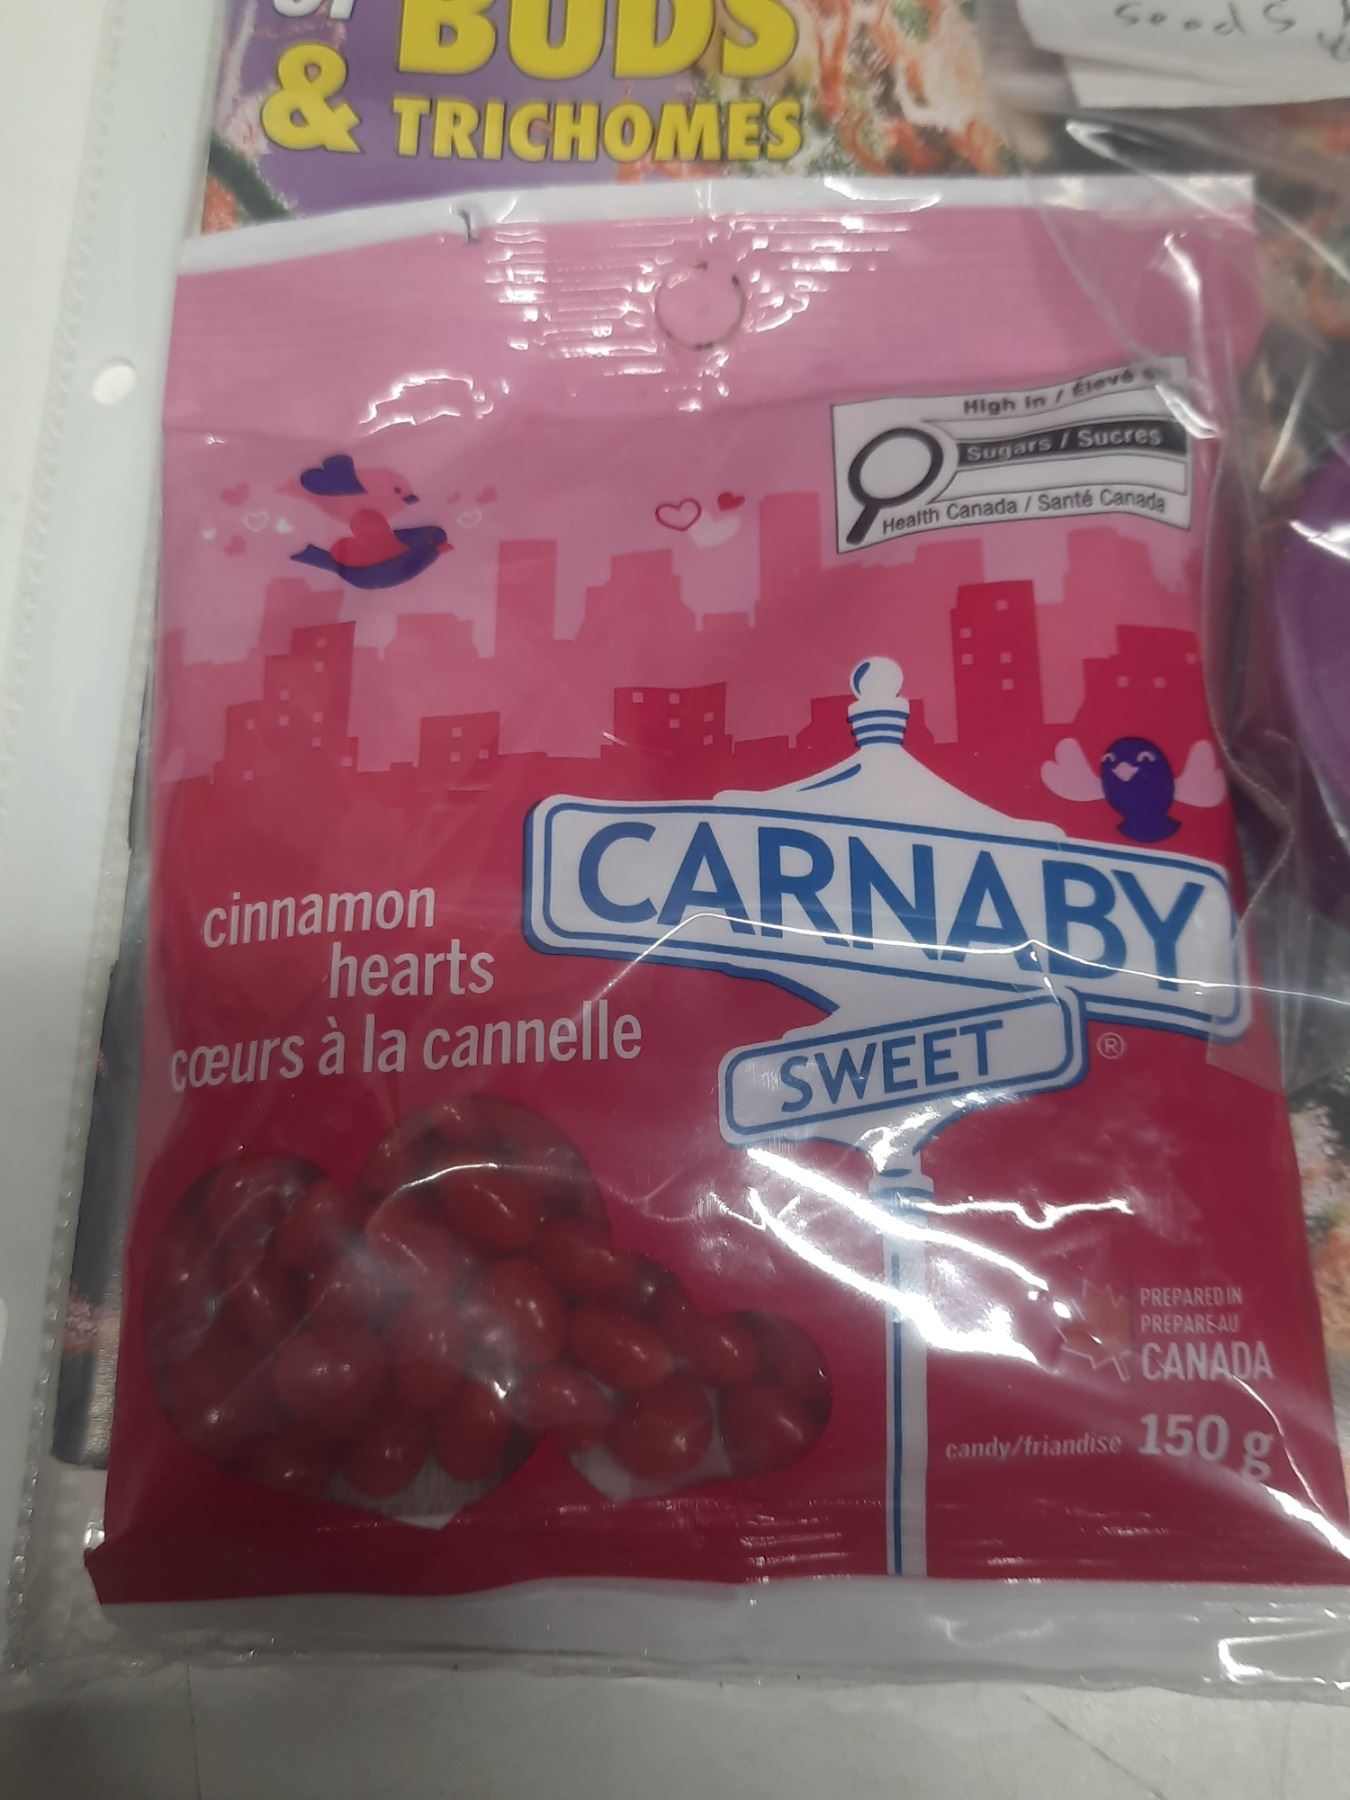 BUDS
& TRICHOMES
High in / Élevé en
Sugars / Sucres
Health Canada / Santé Canada
CARNABY
SWEET ®
cinnamon
hearts
cœurs à la cannelle
PREPARED IN
PREPARE AU
CANADA
candy/friandise 150 g